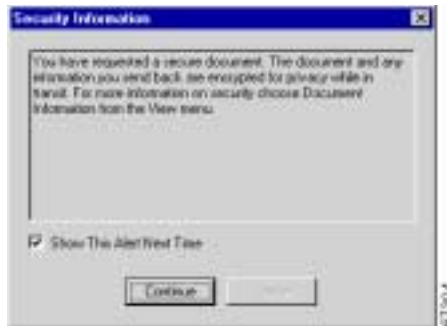 Security Information
You have requested a secure document. The document and any
information you send back are encrypted for privacy while in
transit. For more information on security choose Document
Information from the View menu.
Show This Alert Next Time
Continue